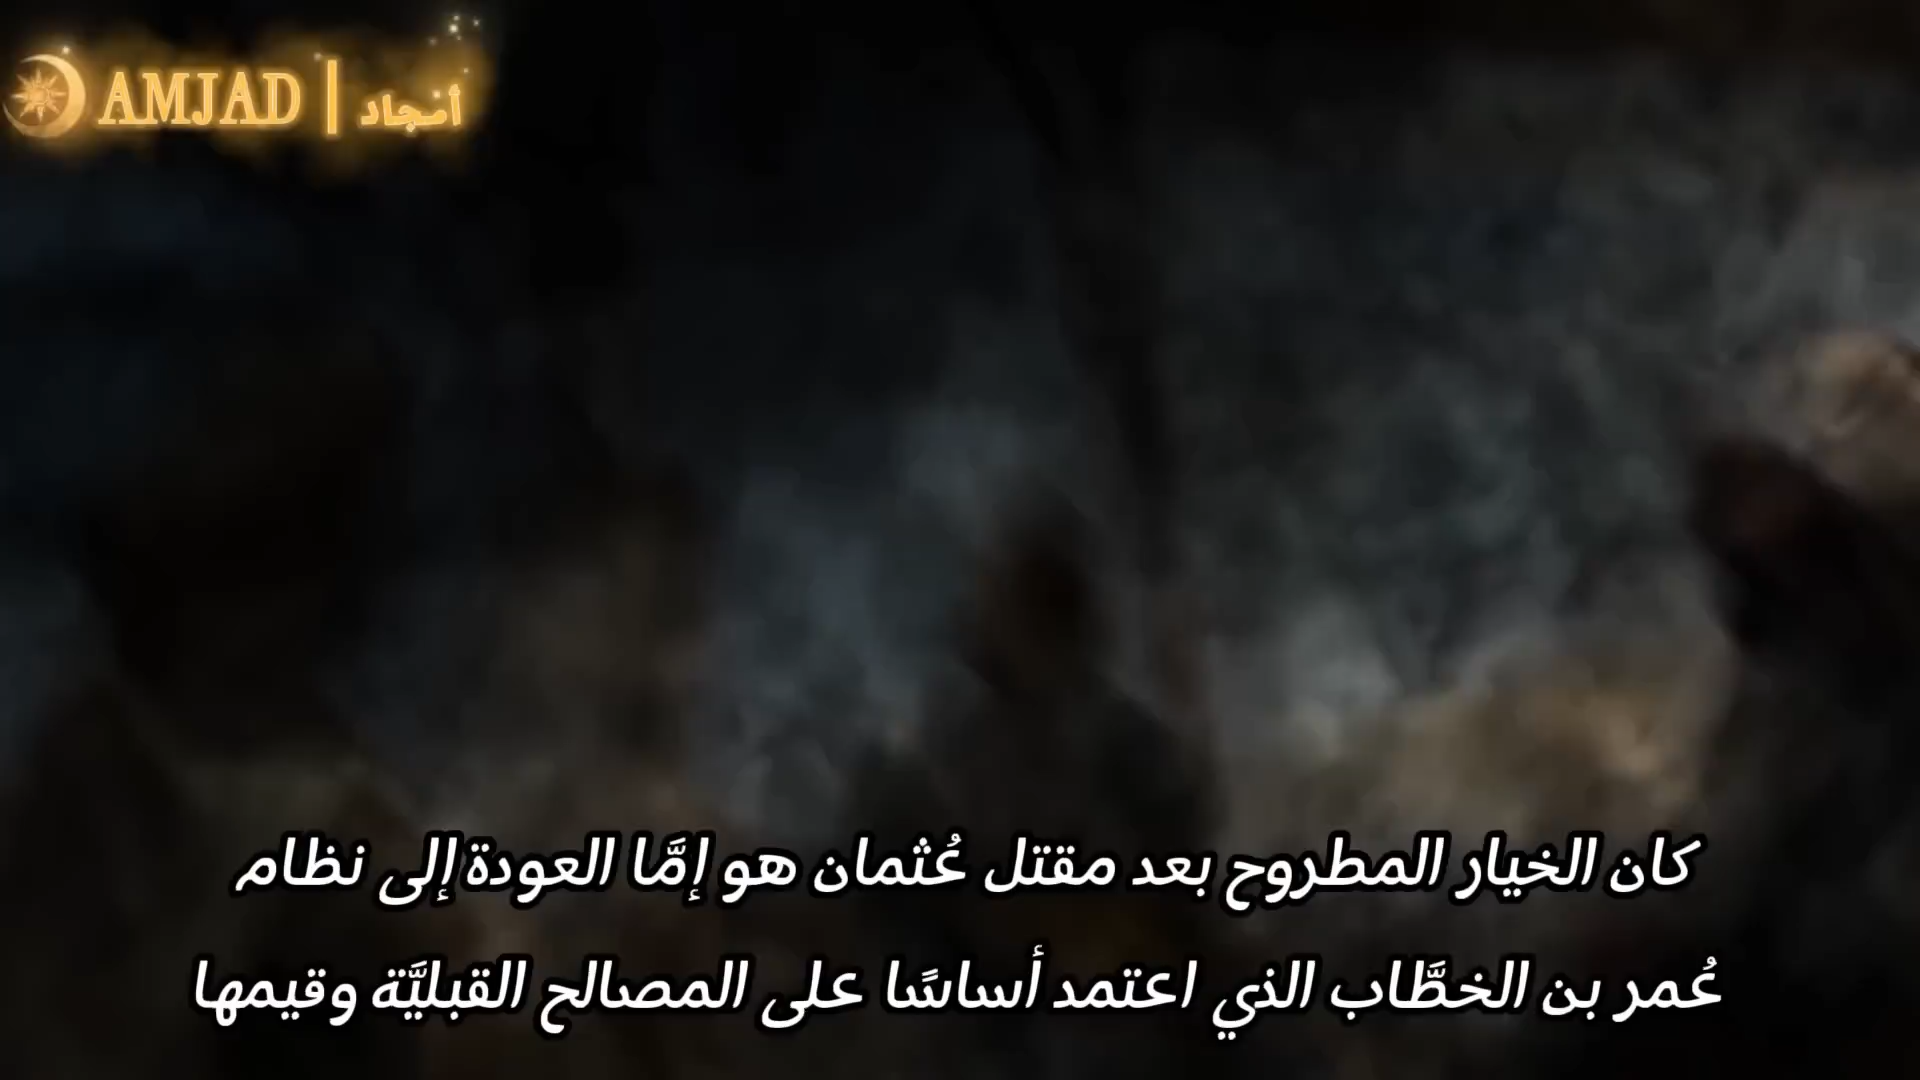 AMJAD | أمجاد
كان الخيار المطروح بعد مقتل عُثمان هو إمَّا العودة إلى نظام
عُمر بن الخطَّاب الذي اعتمد أساسًا على المصالح القبليَّة وقيمها